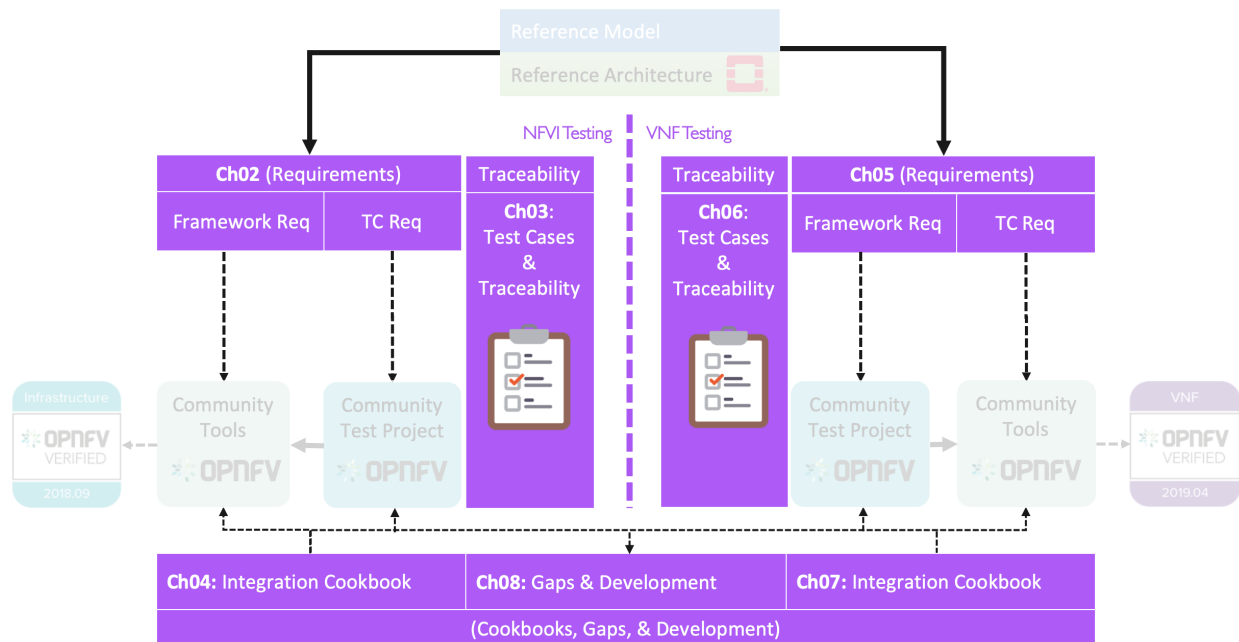 Reference Model
Reference Architecture
NFVI Testing
VNF Testing
Ch02 (Requirements)
Framework Req
TC Req
Traceability
Ch03:
Test Cases
&
Traceability
Traceability
Ch06:
Test Cases
&
Traceability
Ch05 (Requirements)
Framework Req
TC Req
Infrastructure
OPNFV
VERIFIED
2018.09
Community
Tools
OPNFV
Community
Test Project
OPNFV
Community
Test Project
OPNFV
Community
Tools
OPNFV
VNF
OPNFV
VERIFIED
2019.04
Ch04: Integration Cookbook
Ch08: Gaps & Development
Ch07: Integration Cookbook
(Cookbooks, Gaps, & Development)